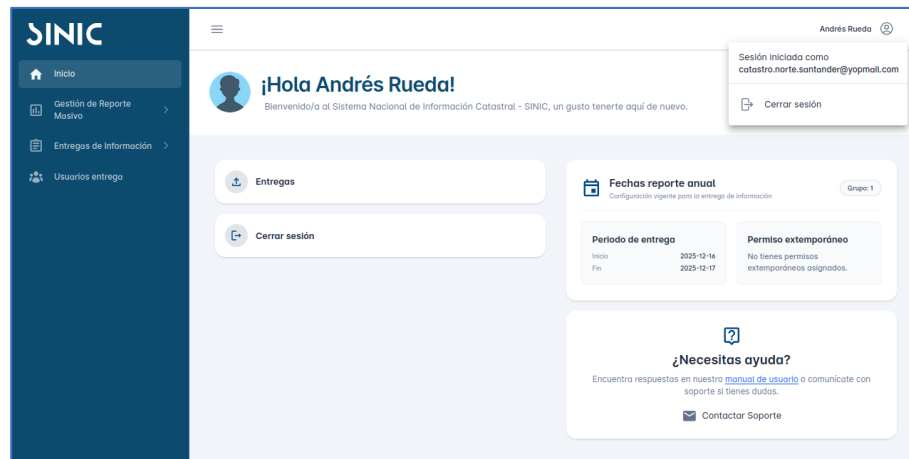 SINIC
Inicio
Gestión de Reporte
Masivo
Entregas de Información
Usuarios entrega
Andrés Rueda
Sesión iniciada como
catastro.norte.santander@yopmail.com
Cerrar sesión
¡Hola Andrés Rueda!
Bienvenido/a al Sistema Nacional de Información Catastral - SINIC, un gusto tenerte aquí de nuevo.
Entregas
Cerrar sesión
Fechas reporte anual
Configuración vigente para la entrega de información
Grupo: 1
Periodo de entrega
Inicio 2025-12-16
Fin 2025-12-17
Permiso extemporáneo
No tienes permisos
extemporáneos asignados.
¿Necesitas ayuda?
Encuentra respuestas en nuestro manual de usuario o comunícate con
soporte si tienes dudas.
Contactar Soporte